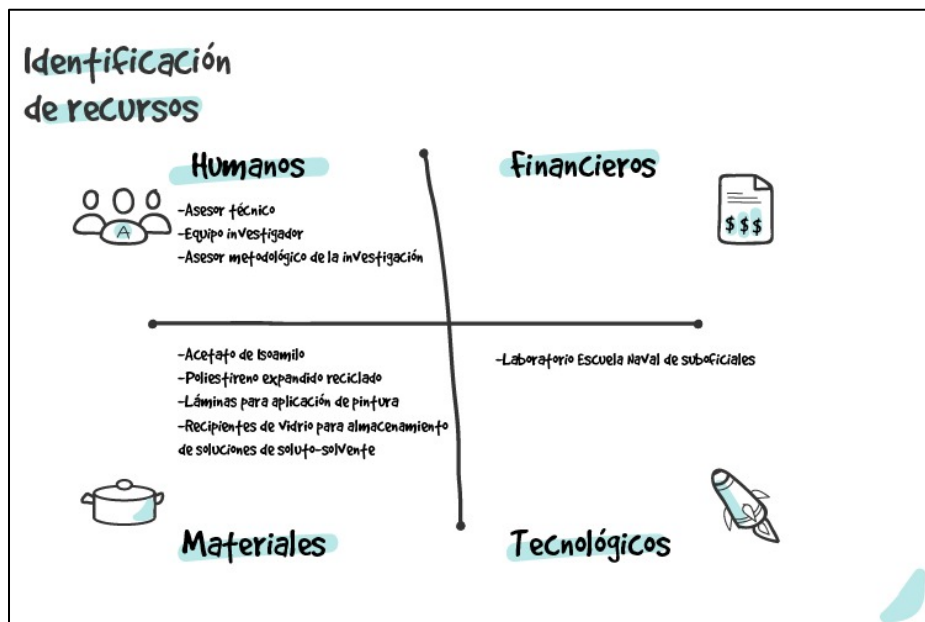 Identificación
de recursos
Humanos
-Asesor técnico
-Equipo investigador
-Asesor metodológico de la investigación
A
Financieros
$$$
-Acetato de Isoamilo
-Poliestireno expandido reciclado
-Láminas para aplicación de pintura
-Recipientes de vidrio para almacenamiento
de soluciones de soluto-solvente
Materiales
-Laboratorio Escuela Naval de suboficiales
Tecnológicos